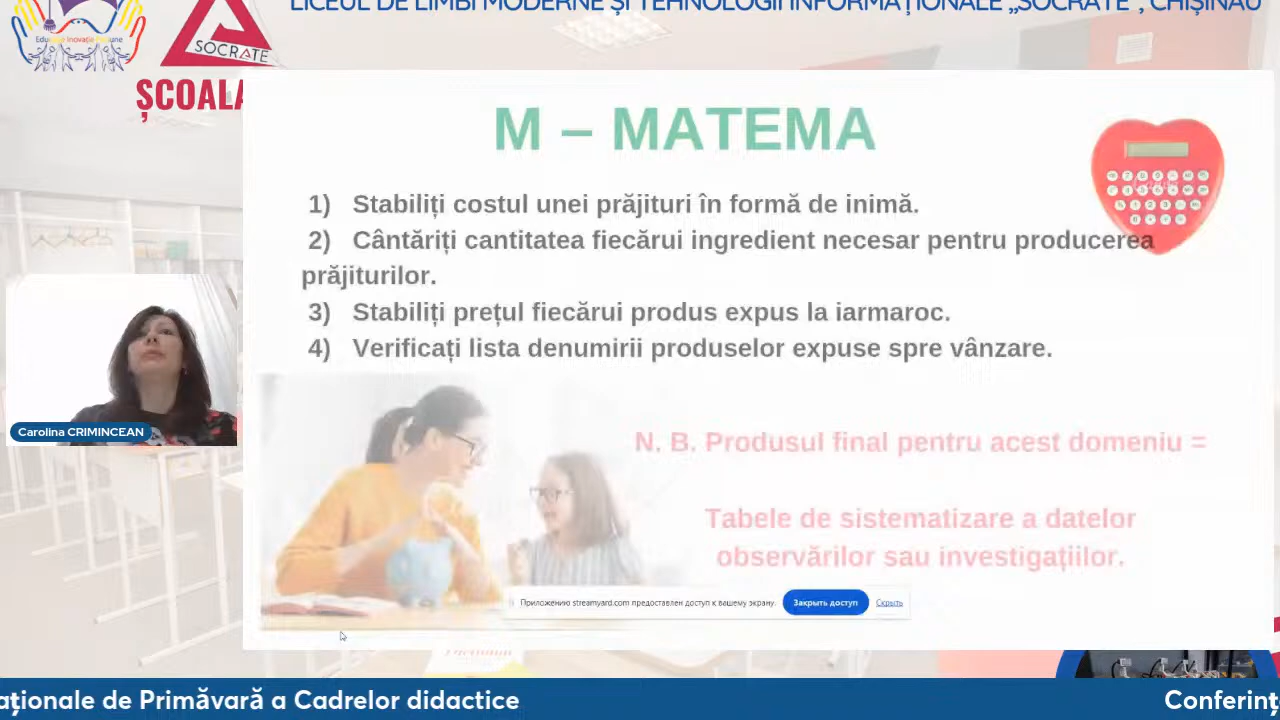 LICEUL DE LIMBI MODERNE ȘI TEHNOLOGII INFORMAȚIONALE „SOCRATE”, CHIȘINĂU
SOCRATE
ȘCOALA
M – MATEMA
1) Stabiliți costul unei prăjituri în formă de inimă.
2) Cântăriți cantitatea fiecărui ingredient necesar pentru producerea
prăjiturilor.
3) Stabiliți prețul fiecărui produs expus la iarmaroc.
4) Verificați lista denumirii produselor expuse spre vânzare.
Carolina CRIMINCEAN
N. B. Produsul final pentru acest domeniu =
Tabele de sistematizare a datelor
observărilor sau investigațiilor.
Приложению streamyard.com предоставлен доступ к вашему экрану.
Закрыть доступ
Скрыть
aționale de Primăvară a Cadrelor didactice
Conferinț